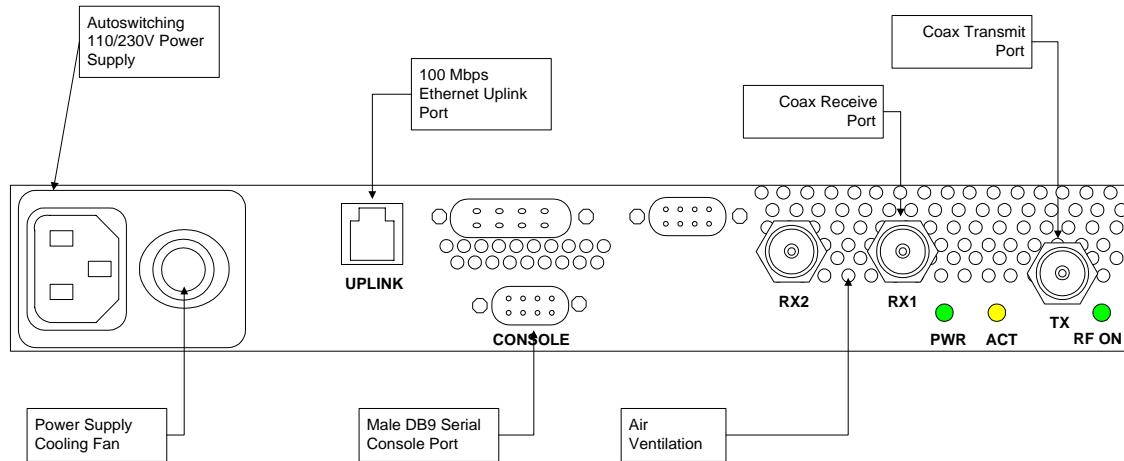 Autoswitching
110/230V Power
Supply
100 Mbps
Ethernet Uplink
Port
Coax Receive
Port
Coax Transmit
Port
UPLINK
CONSOLE
RX2
RX1
TX
PWR
ACT
RF ON
Power Supply
Cooling Fan
Male DB9 Serial
Console Port
Air
Ventilation